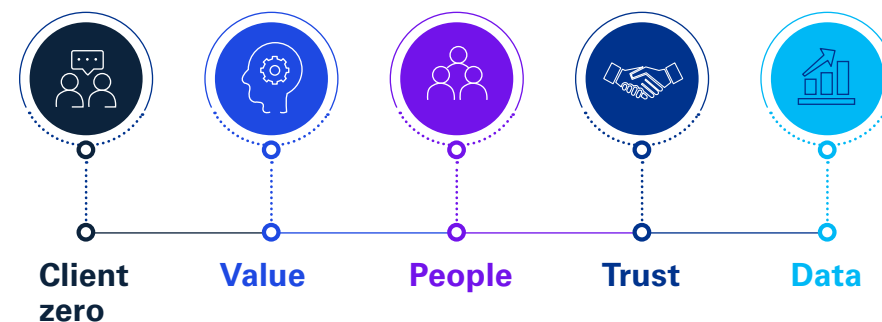 Client
zero
Value
People
Trust
Data